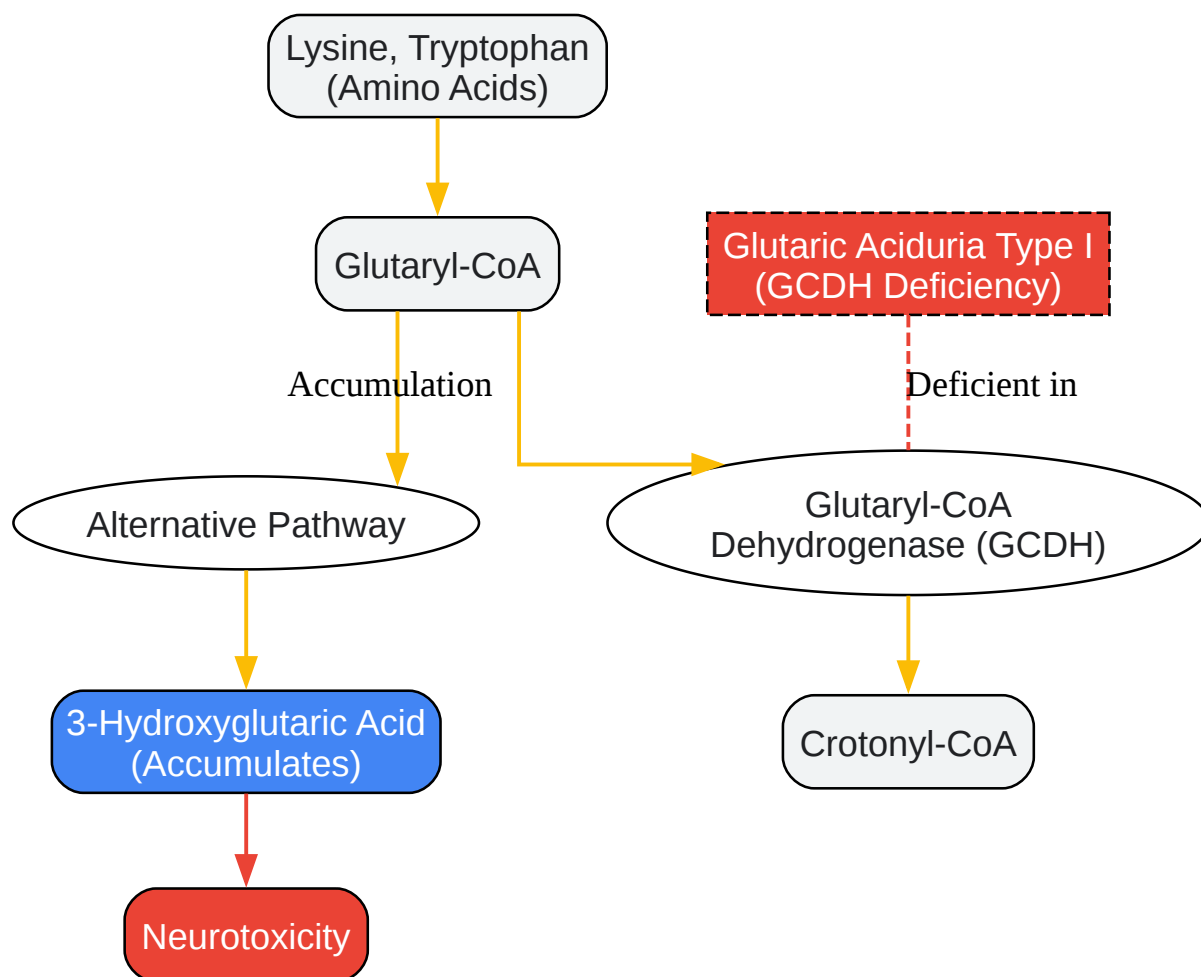 Lysine, Tryptophan
(Amino Acids)
Glutaryl-CoA
Glutaric Aciduria Type I
(GCDH Deficiency)
Accumulation
Deficient in
Alternative Pathway
Glutaryl-CoA
Dehydrogenase (GCDH)
3-Hydroxyglutaric Acid
(Accumulates)
Crotonyl-CoA
Neurotoxicity